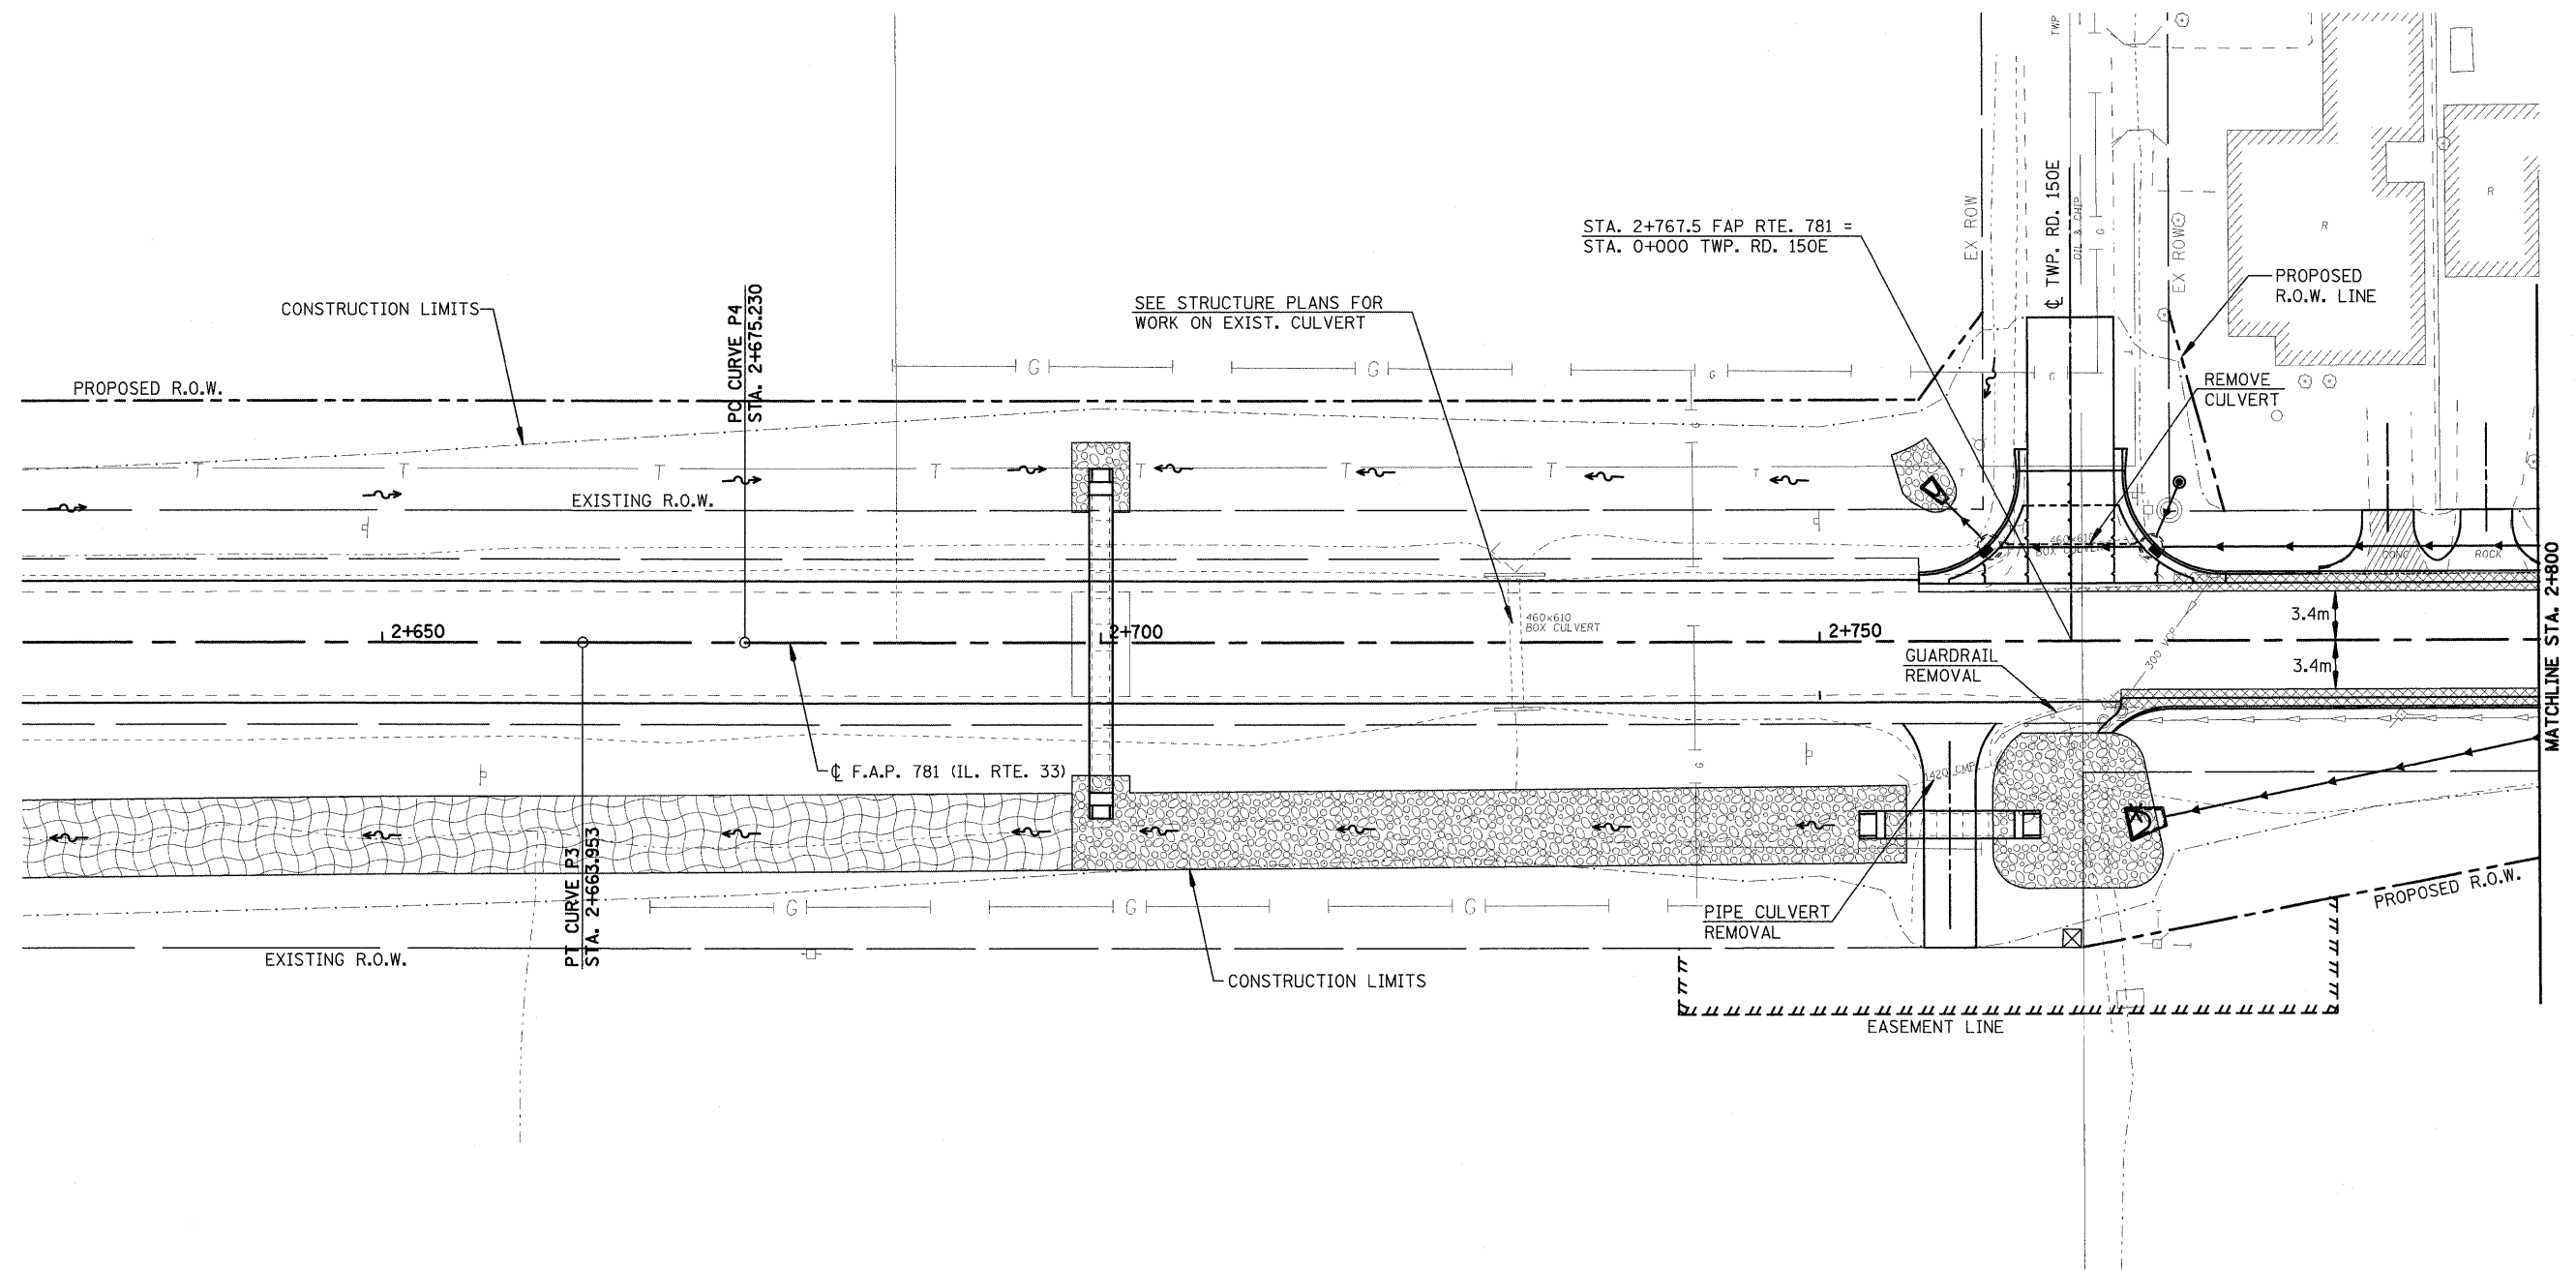 TWP
EX ROW
℄ TWP. RD. 150E
OIL & CHIP
G
EX ROW
R
R
STA. 2+767.5 FAP RTE. 781 =
STA. 0+000 TWP. RD. 150E
PROPOSED
R.O.W. LINE
CONSTRUCTION LIMITS
PC CURVE P4
STA. 2+675.230
SEE STRUCTURE PLANS FOR
WORK ON EXIST. CULVERT
PROPOSED R.O.W.
G
G
G
G
G
REMOVE
CULVERT
T
T
T
T
T
T
T
T
T
EXISTING R.O.W.
460x610
BOX CULVERT
CONC
ROCK
MATCHLINE STA. 2+800
2+650
2+700
460x610
BOX CULVERT
2+750
3.4m
3.4m
300 VCP
GUARDRAIL
REMOVAL
℄ F.A.P. 781 (IL. RTE. 33)
G
1420 CMP
PT CURVE P3
STA. 2+663.953
G
G
G
PIPE CULVERT
REMOVAL
PROPOSED R.O.W.
EXISTING R.O.W.
CONSTRUCTION LIMITS
EASEMENT LINE